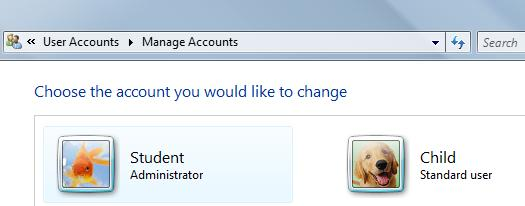 « User Accounts ▸ Manage Accounts
Search
Choose the account you would like to change
Student
Administrator
Child
Standard user